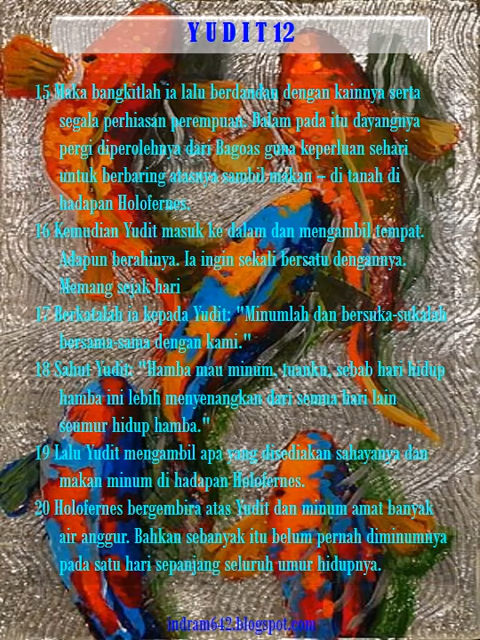 Y U D I T 12
15 Maka bangkitlah ia lalu berdandan dengan kainnya serta
segala perhiasan perempuan. Dalam pada itu dayangnya
pergi diperolehnya dari Bagoas guna keperluan sehari
untuk berbaring atasnya sambil makan – di tanah di
hadapan Holofernes.
16 Kemudian Yudit masuk ke dalam dan mengambil tempat.
Adapun berahinya. Ia ingin sekali bersatu dengannya.
Memang sejak hari
17 Berkatalah ia kepada Yudit: "Minumlah dan bersuka-sukalah
bersama-sama dengan kami."
18 Sahut Yudit: "Hamba mau minum, tuanku, sebab hari hidup
hamba ini lebih menyenangkan dari semua hari lain
seumur hidup hamba."
19 Lalu Yudit mengambil apa yang disediakan sahayanya dan
makan minum di hadapan Holofernes.
20 Holofernes bergembira atas Yudit dan minum amat banyak
air anggur. Bahkan sebanyak itu belum pernah diminumnya
pada satu hari sepanjang seluruh umur hidupnya.
indram642.blogspot.com